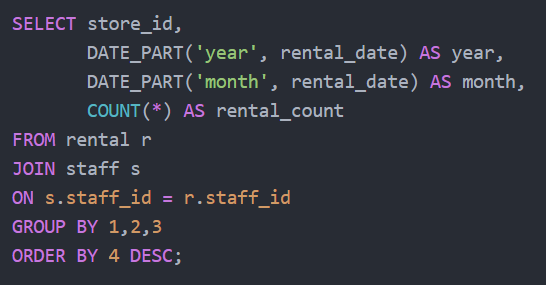 SELECT store_id,
       DATE_PART('year', rental_date) AS year,
       DATE_PART('month', rental_date) AS month,
       COUNT(*) AS rental_count
FROM rental r
JOIN staff s
ON s.staff_id = r.staff_id
GROUP BY 1,2,3
ORDER BY 4 DESC;